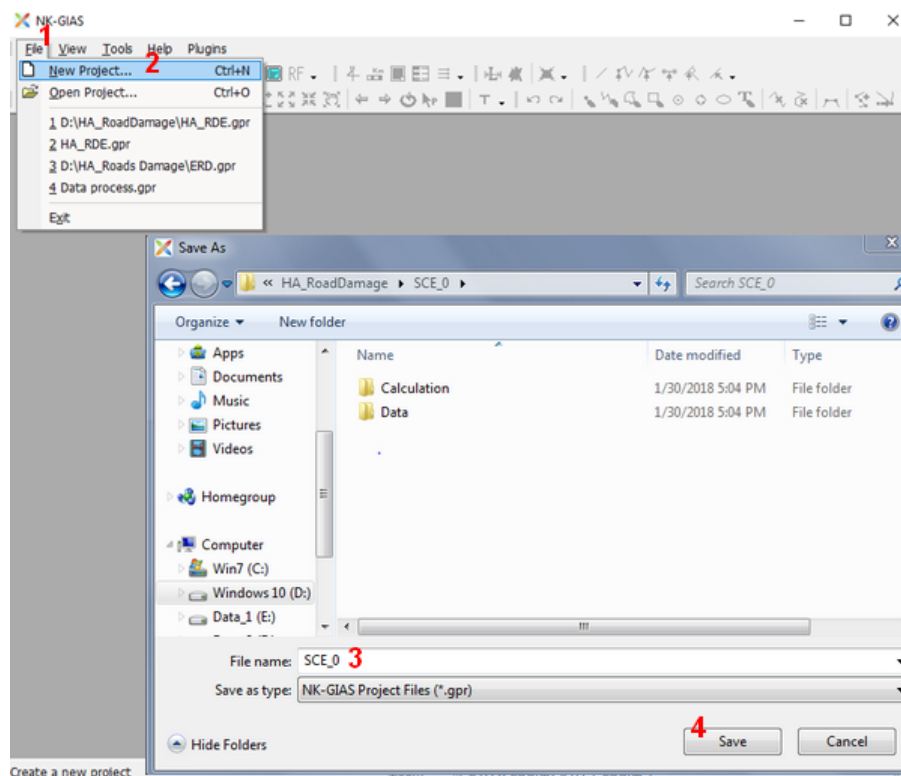 NK-GIAS
1
File View Tools Help Plugins
New Project... 2 Ctrl+N
RF
Open Project... Ctrl+O
1 D:\HA_RoadDamage\HA_RDE.gpr
2 HA_RDE.gpr
3 D:\HA_Roads Damage\ERD.gpr
4 Data process.gpr
Exit
Save As
« HA_RoadDamage ▸ SCE_0 ▸
Search SCE_0
Organize New folder
Name Date modified Type
Apps
Documents
Music
Pictures
Videos
Homegroup
Computer
Win7 (C:)
Windows 10 (D:)
Data_1 (E:)
Calculation 1/30/2018 5:04 PM File folder
Data 1/30/2018 5:04 PM File folder
File name: SCE_0 3
Save as type: NK-GIAS Project Files (*.gpr)
Hide Folders
4
Save Cancel
Create a new project